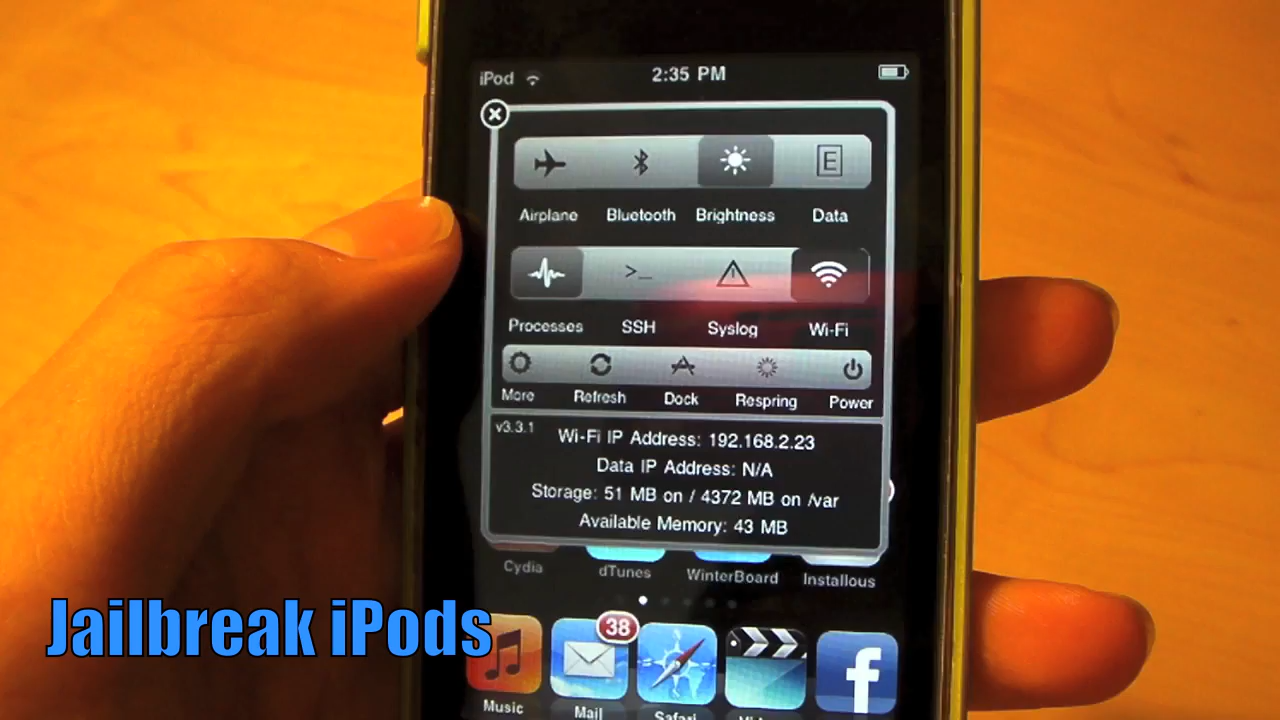 iPod 2:35 PM
E
Airplane Bluetooth Brightness Data
>_
Processes SSH Syslog Wi-Fi
More Refresh Dock Respring Power
v3.3.1
Wi-Fi IP Address: 192.168.2.23
Data IP Address: N/A
Storage: 51 MB on / 4372 MB on /var
Available Memory: 43 MB
Cydia dTunes WinterBoard Installous
38
f
Music Mail Safari
Jailbreak iPods